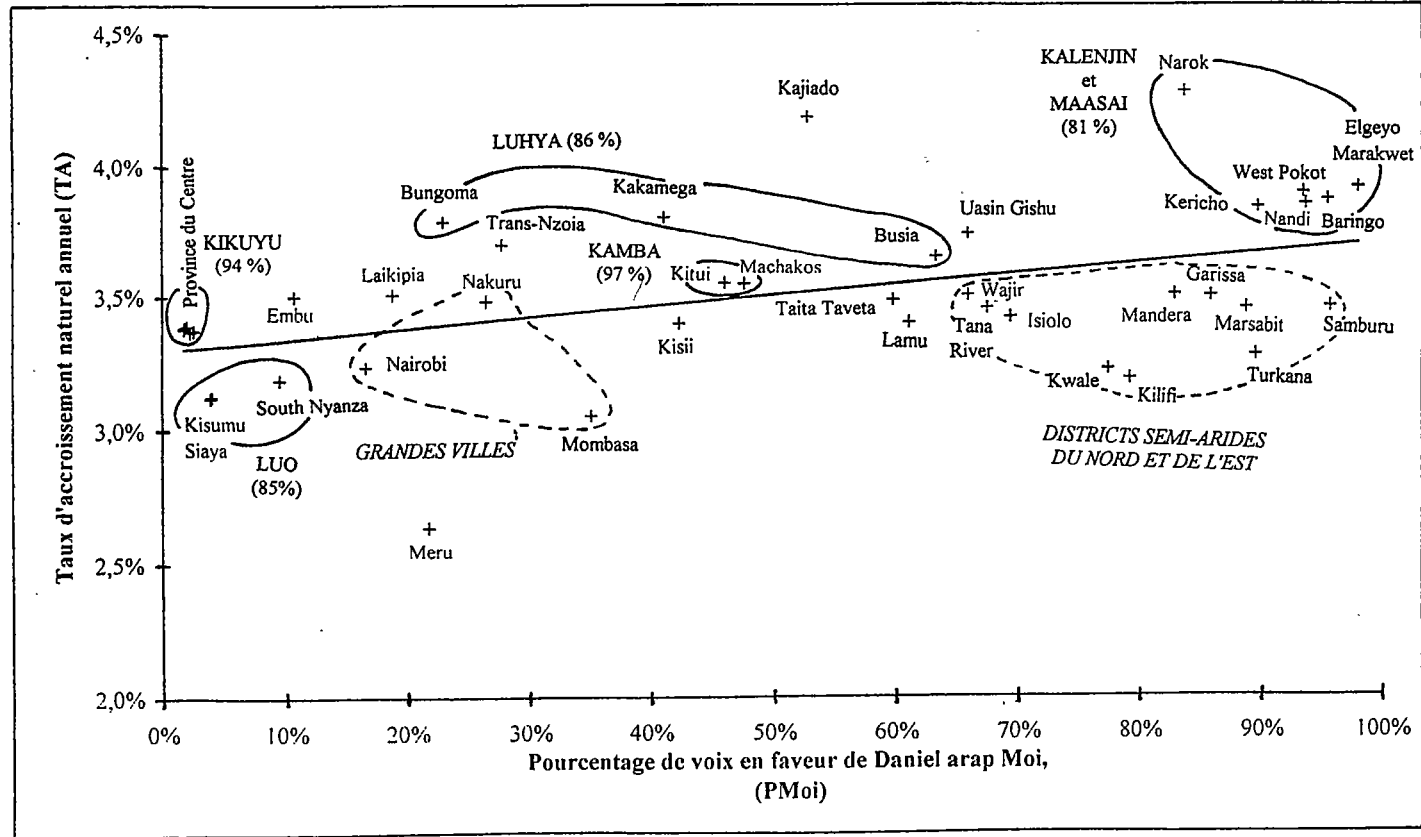 4,5%
4,0%
3,5%
3,0%
2,5%
2,0%
Taux d'accroissement naturel annuel (TA)
Province du Centre
KIKUYU
(94 %)
Embu
Laikipia
Bungoma
LUHYA (86 %)
Kakamega
Trans-Nzoia
Nakuru
KAMBA
(97 %)
Kitui
Machakos
Busia
Uasin Gishu
Kajiado
KALENJIN
et
MAASAI
(81 %)
Narok
Elgeyo
Marakwet
West Pokot
Kericho
Nandi
Baringo
Kisumu
Siaya
South Nyanza
LUO
(85%)
Nairobi
GRANDES VILLES
Mombasa
Meru
Kisii
Taita Taveta
Lamu
Tana
River
Wajir
Isiolo
Mandera
Garissa
Marsabit
Samburu
Turkana
Kwale
Kilifi
DISTRICTS SEMI-ARIDES
DU NORD ET DE L'EST
0%
10%
20%
30%
40%
50%
60%
70%
80%
90%
100%
Pourcentage de voix en faveur de Daniel arap Moi,
(PMoi)